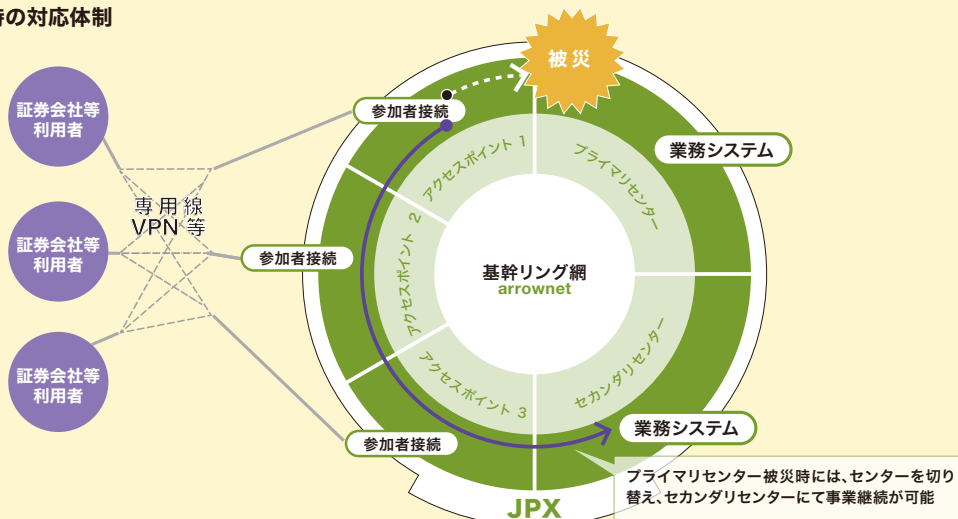 時の対応体制
被災
証券会社等
利用者
参加者接続
アクセスポイント 1
プライマリセンター
業務システム
専用線
VPN等
証券会社等
利用者
参加者接続
アクセスポイント 2
基幹リング網
arrownet
証券会社等
利用者
アクセスポイント 3
セカンダリセンター
参加者接続
業務システム
プライマリセンター被災時には、センターを切り
替え、セカンダリセンターにて事業継続が可能
JPX